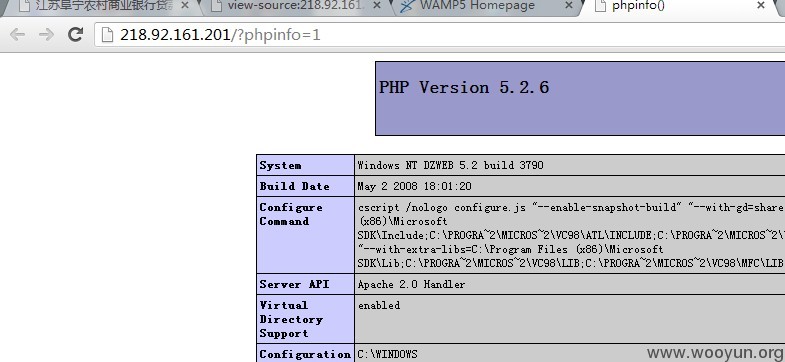 江苏阜宁农村商业银行贷
view-source:218.92.161.
WAMP5 Homepage
phpinfo()
218.92.161.201/?phpinfo=1
PHP Version 5.2.6
System
Windows NT DZWEB 5.2 build 3790
Build Date
May 2 2008 18:01:20
Configure
Command
cscript /nologo configure.js "--enable-snapshot-build" "--with-gd=share
(x86)\Microsoft
SDK\Include;C:\PROGRA~2\MICROS~2\VC98\ATL\INCLUDE;C:\PROGRA~2\MICROS~2\
"--with-extra-libs=C:\Program Files (x86)\Microsoft
SDK\Lib;C:\PROGRA~2\MICROS~2\VC98\LIB;C:\PROGRA~2\MICROS~2\VC98\MFC\LIB
Server API
Apache 2.0 Handler
Virtual
Directory
Support
enabled
Configuration
C:\WINDOWS
www.wooyun.org